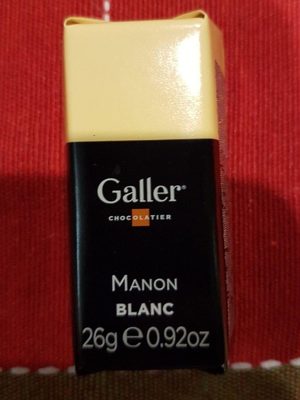 Galler®
CHOCOLATIER
MANON
BLANC
26g e 0.92oz